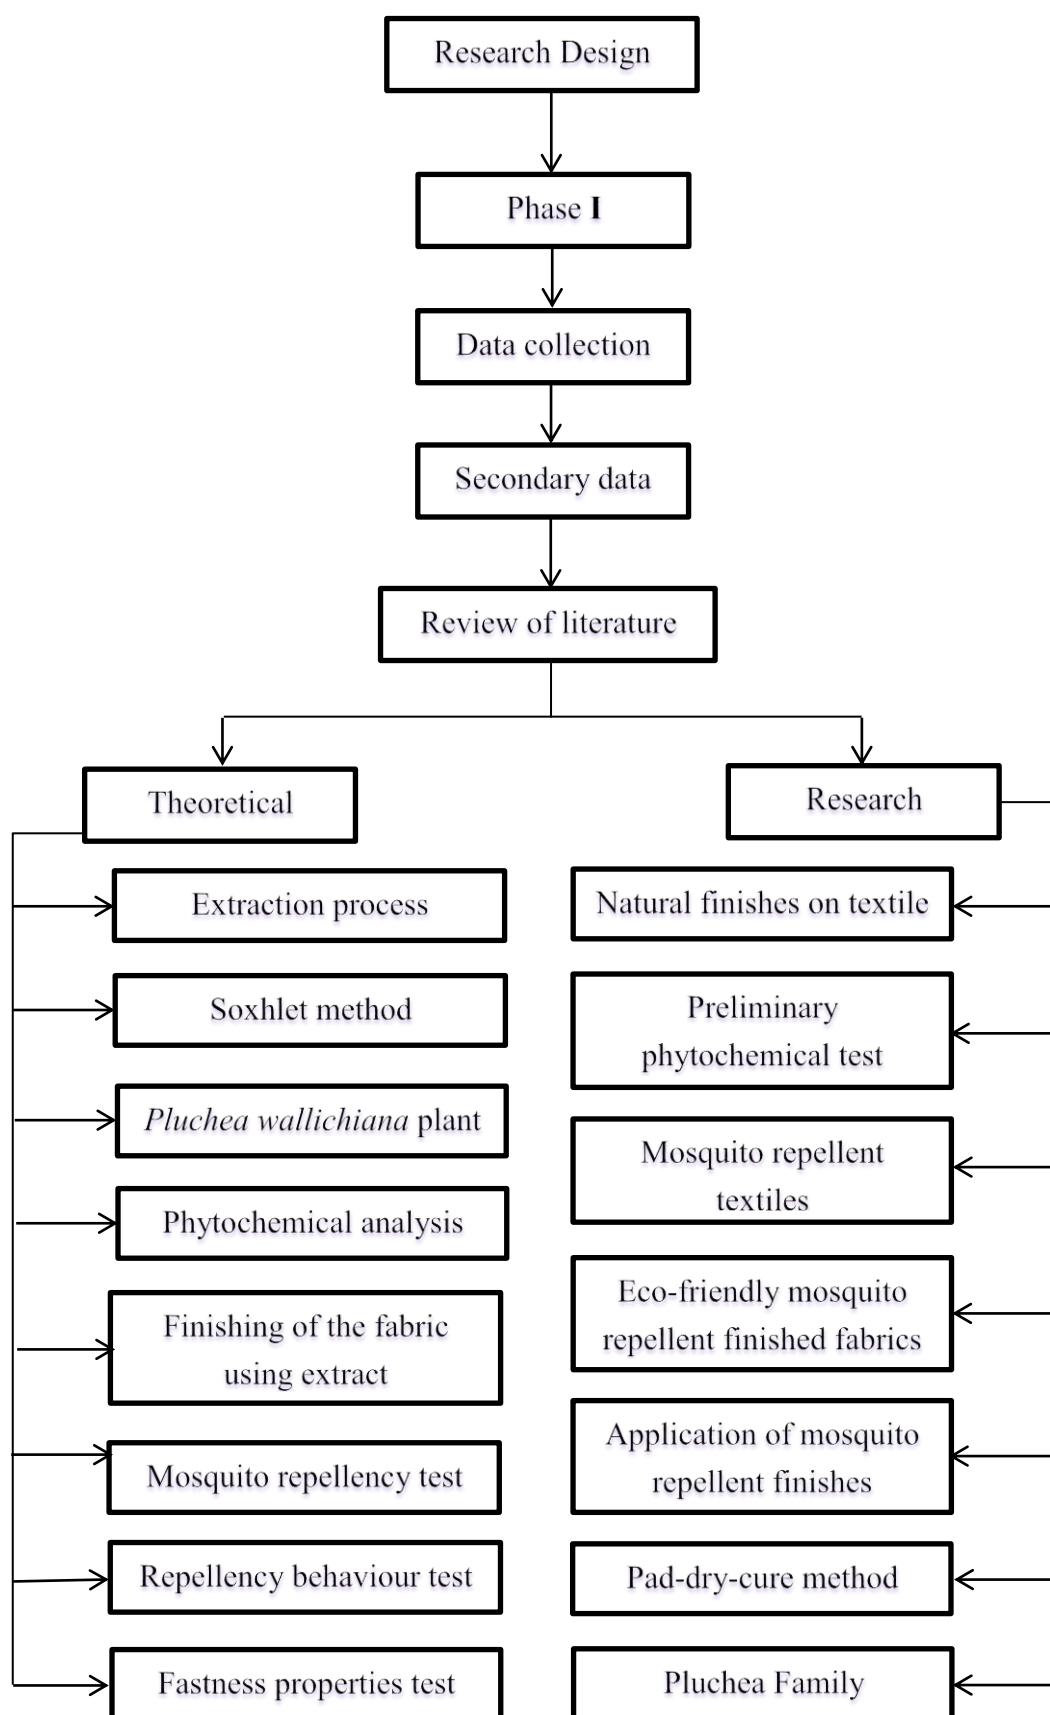 Research Design
Phase I
Data collection
Secondary data
Review of literature
Theoretical
Extraction process
Soxhlet method
Pluchea wallichiana plant
Phytochemical analysis
Finishing of the fabric
using extract
Mosquito repellency test
Repellency behaviour test
Fastness properties test
Research
Natural finishes on textile
Preliminary
phytochemical test
Mosquito repellent
textiles
Eco-friendly mosquito
repellent finished fabrics
Application of mosquito
repellent finishes
Pad-dry-cure method
Pluchea Family